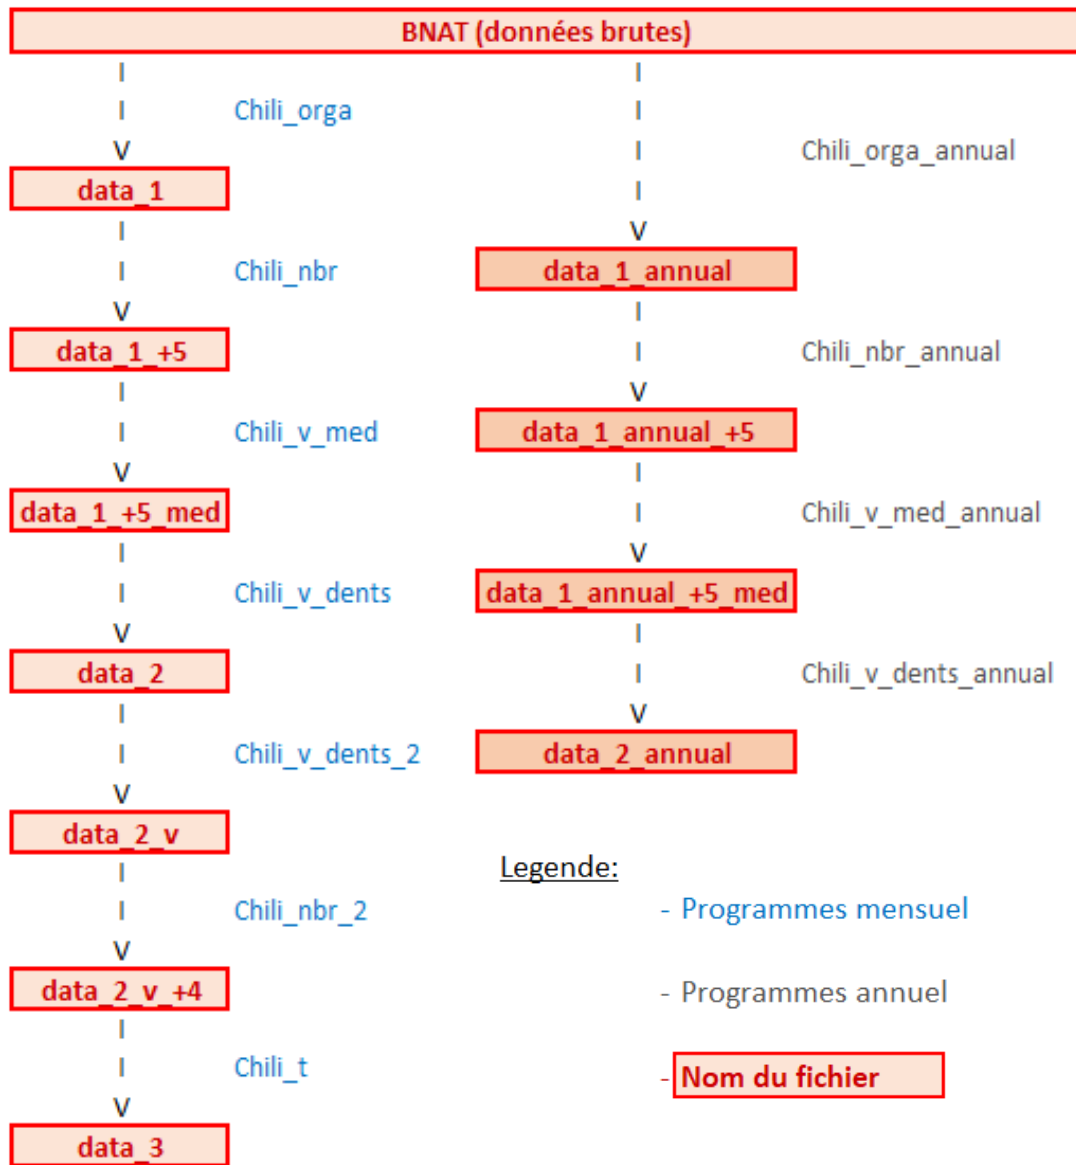 BNAT (données brutes)
I I
I Chili_orga I
V I Chili_orga_annual
data_1 I
I V
I Chili_nbr data_1_annual
V I
data_1_+5 I Chili_nbr_annual
I V
I Chili_v_med data_1_annual_+5
V I
data_1_+5_med I Chili_v_med_annual
I V
I Chili_v_dents data_1_annual_+5_med
V I
data_2 I Chili_v_dents_annual
I V
I Chili_v_dents_2 data_2_annual
V
data_2_v
I Legende:
I Chili_nbr_2 - Programmes mensuel
V
data_2_v_+4 - Programmes annuel
I
I Chili_t - Nom du fichier
V
data_3